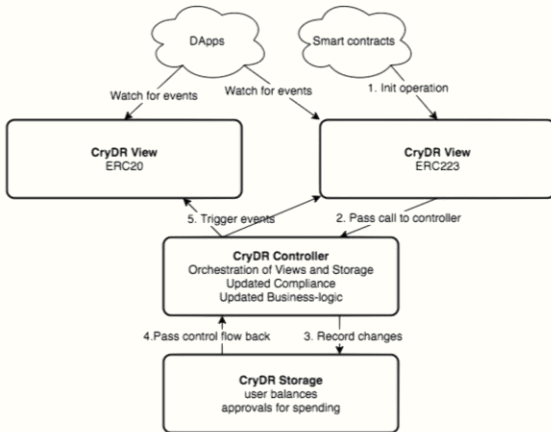 DApps
Smart contracts
Watch for events
Watch for events
1. Init operation
CryDR View
ERC20
CryDR View
ERC223
5. Trigger events
2. Pass call to controller
CryDR Controller
Orchestration of Views and Storage
Updated Compliance
Updated Business-logic
4.Pass control flow back
3. Record changes
CryDR Storage
user balances
approvals for spending